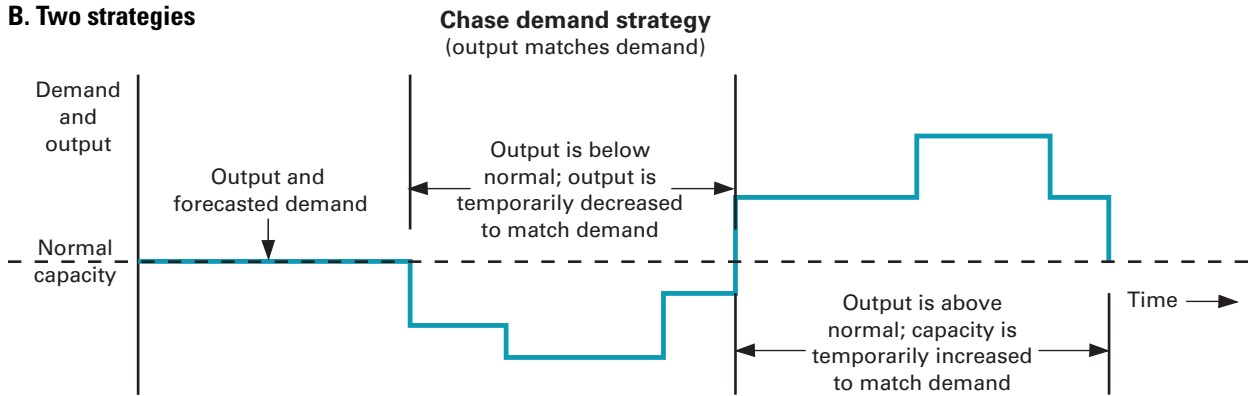 B. Two strategies
Chase demand strategy
(output matches demand)
Demand
and
output
Output and
forecasted demand
Output is below
normal; output is
temporarily decreased
to match demand
Normal
capacity
Output is above
normal; capacity is
temporarily increased
to match demand
Time